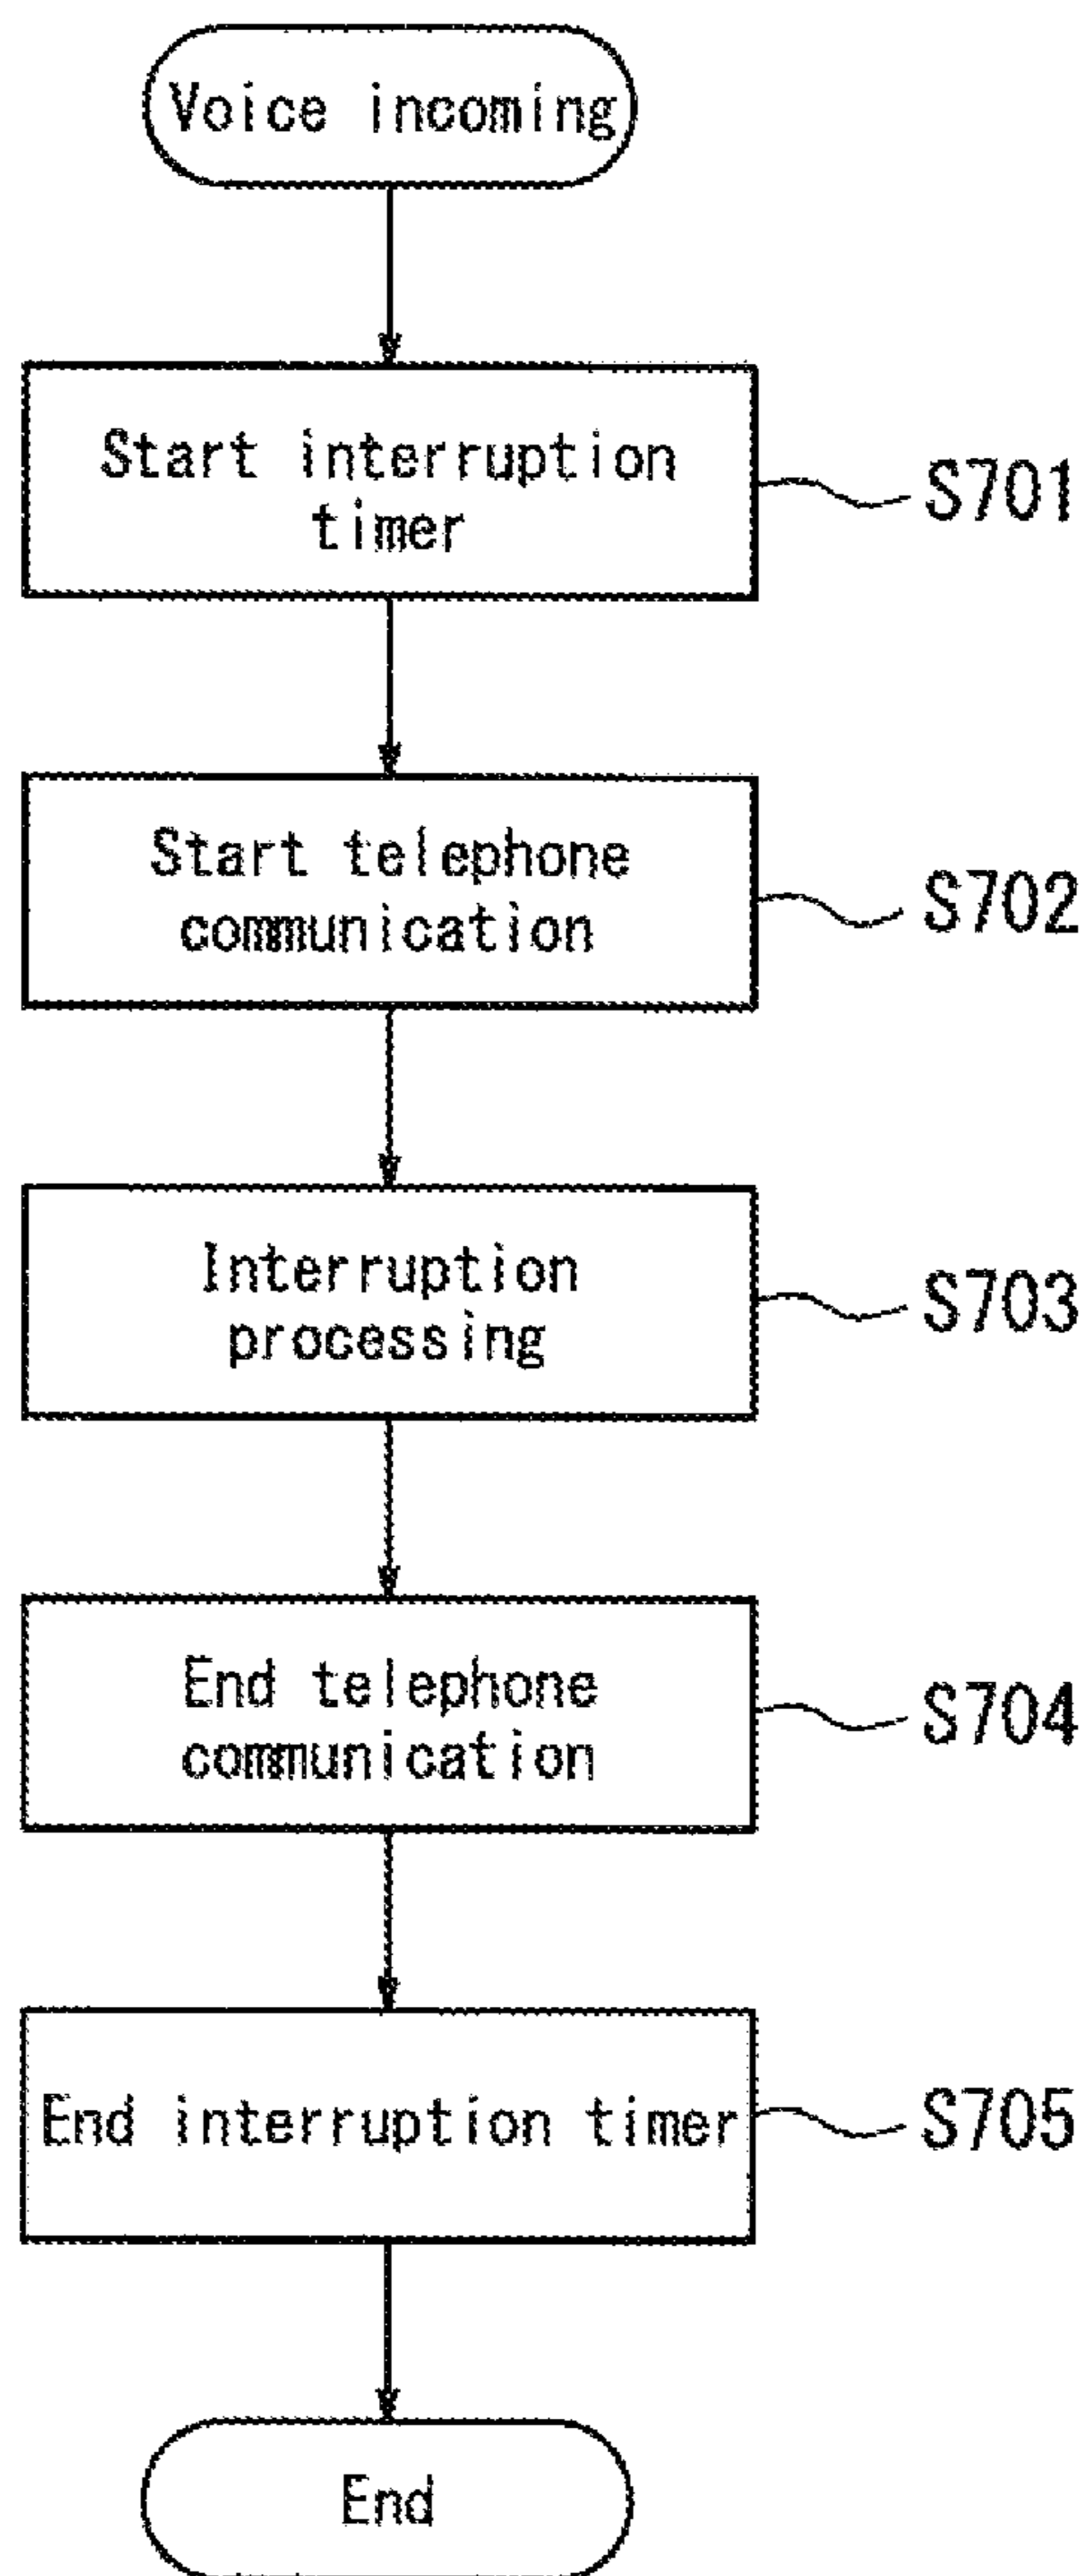 Voice incoming
Start interruption
timer
S701
Start telephone
communication
S702
Interruption
processing
S703
End telephone
communication
S704
End interruption timer
S705
End